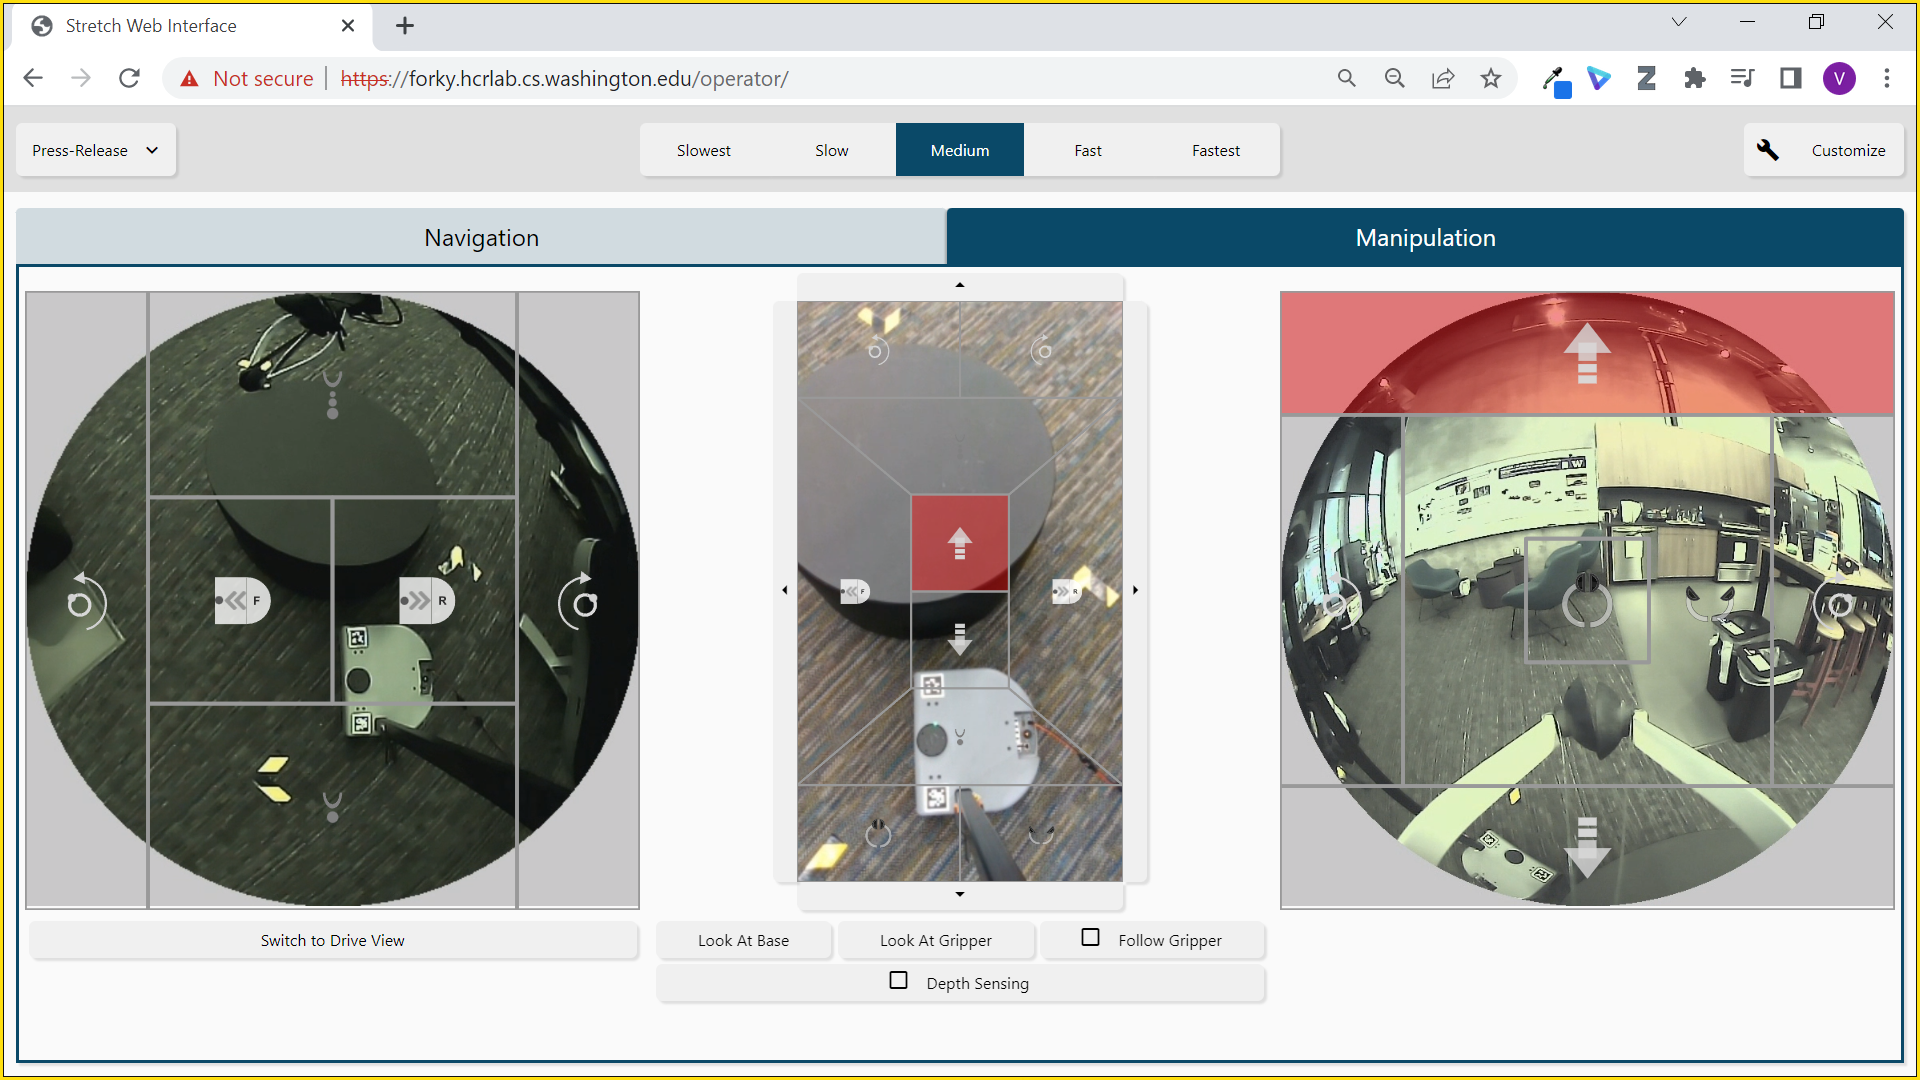 Stretch Web Interface
Not secure https://forky.hcrlab.cs.washington.edu/operator/
V
Press-Release
Slowest Slow Medium Fast Fastest
Customize
Navigation Manipulation
F R
F R
W
Switch to Drive View
Look At Base Look At Gripper Follow Gripper
Depth Sensing